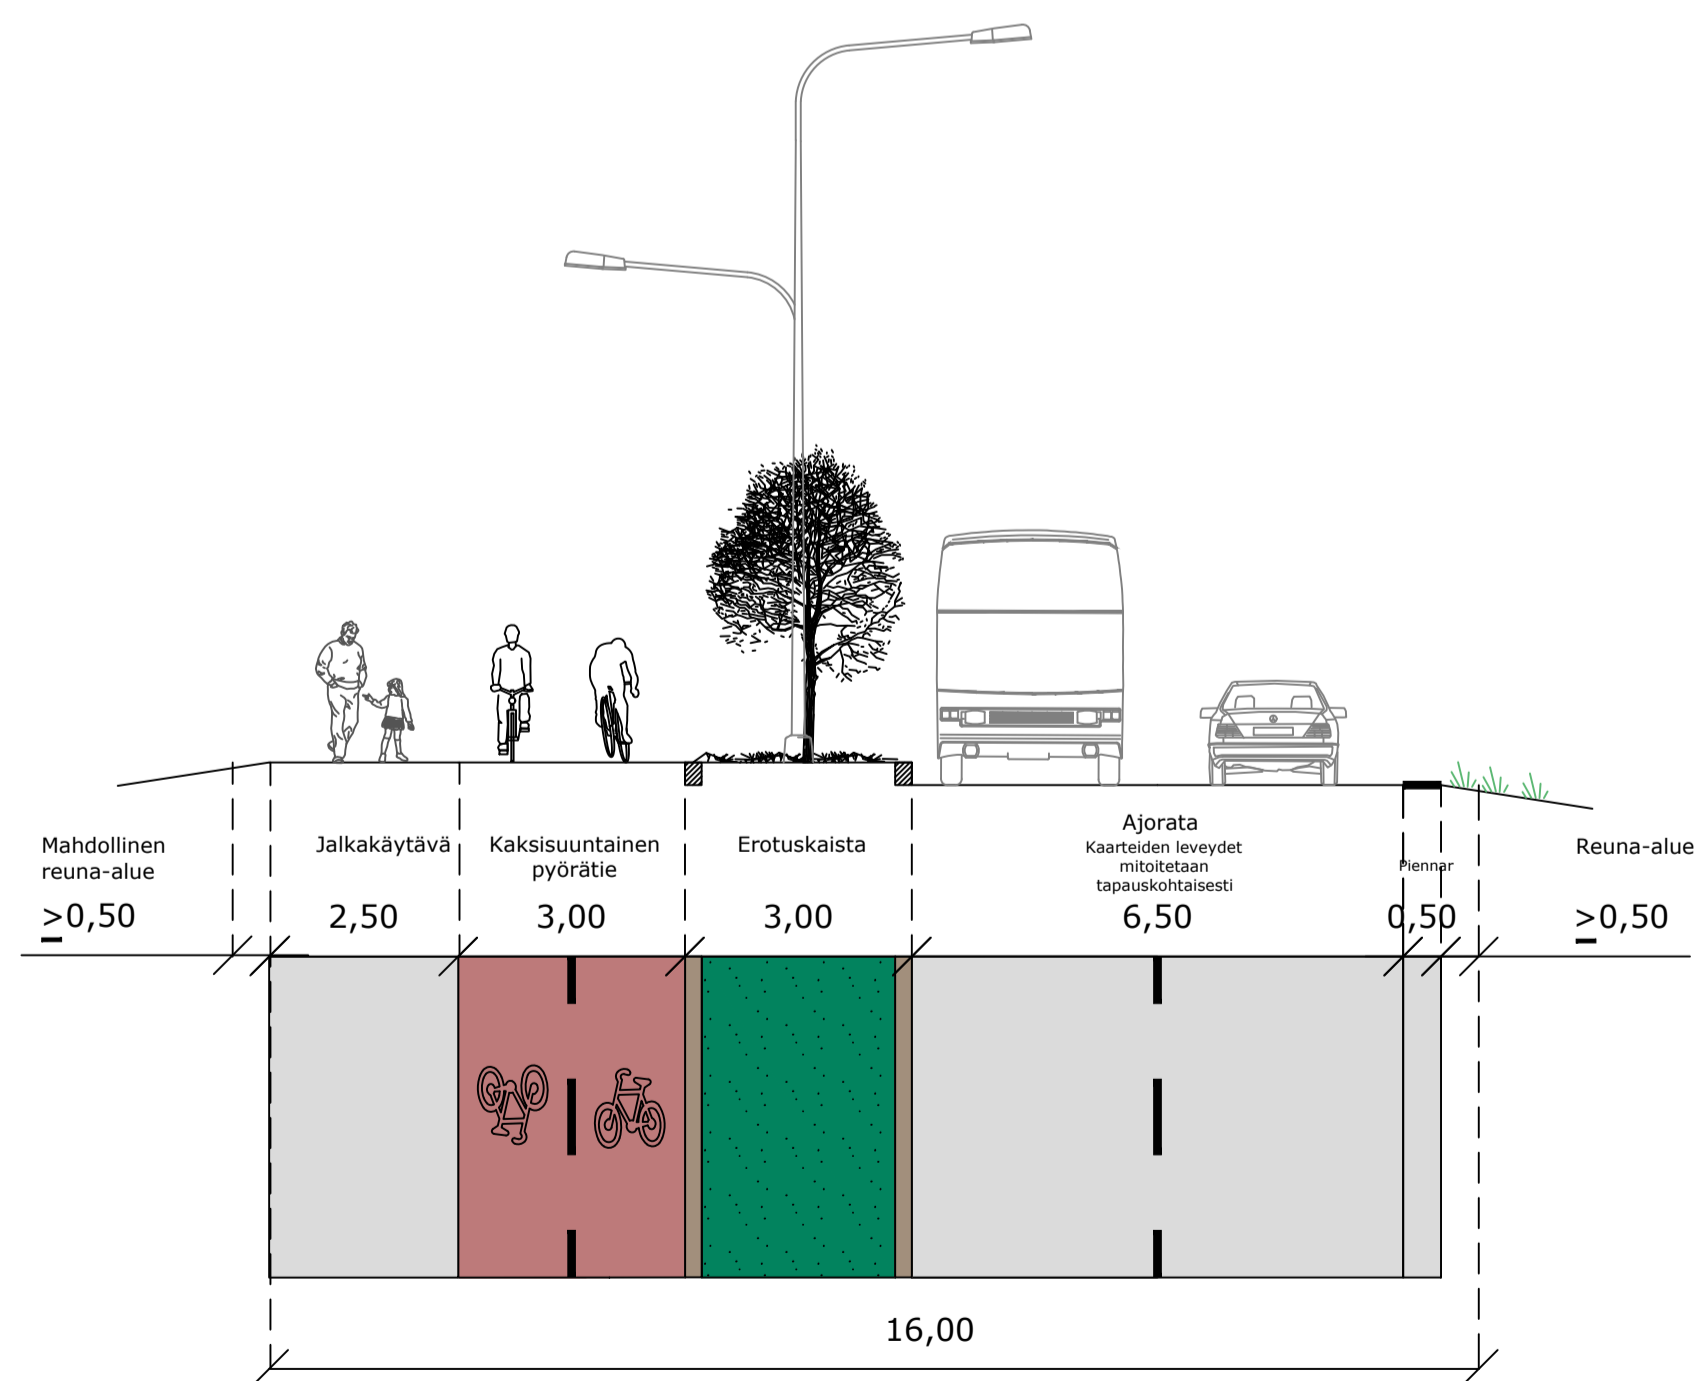 Mahdollinen
reuna-alue
>0,50
Jalkakäytävä
2,50
Kaksisuuntainen
pyörätie
3,00
Erotuskaista
3,00
Ajorata
Kaarteiden leveydet
mitoitetaan
tapauskohtaisesti
6,50
Piennar
0,50
Reuna-alue
>0,50
16,00